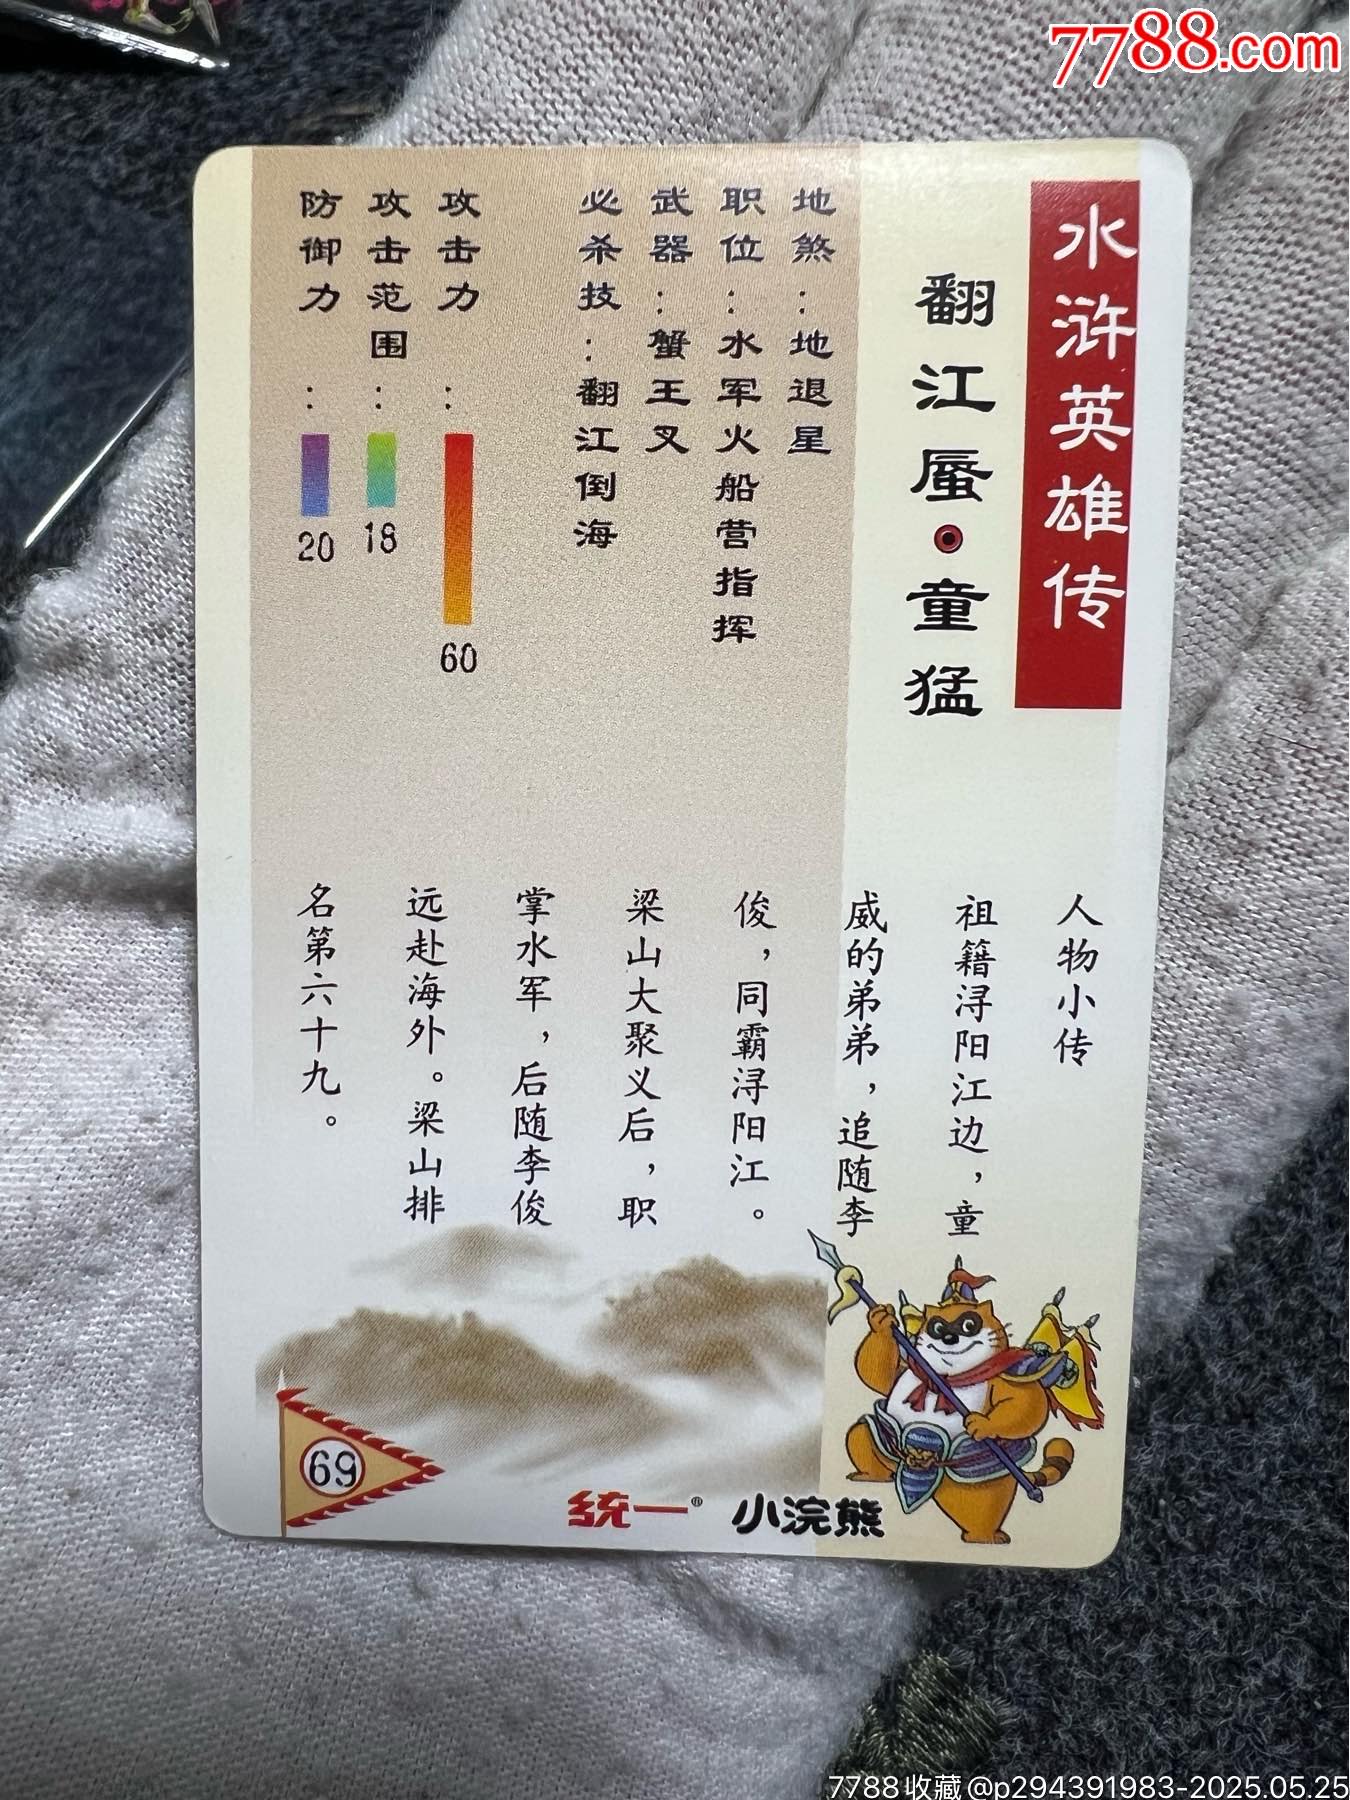 7788.com
水浒英雄传
翻江蜃·童猛
地煞：地退星
职位：水军火船营指挥
武器：蟹王叉
必杀技：翻江倒海
攻击力：60
攻击范围：18
防御力：20
人物小传
祖籍浔阳江边，童
威的弟弟，追随李
俊，同霸浔阳江。
梁山大聚义后，职
掌水军，后随李俊
远赴海外。梁山排
名第六十九。
69
统一® 小浣熊
7788收藏@p294391983-2025.05.25